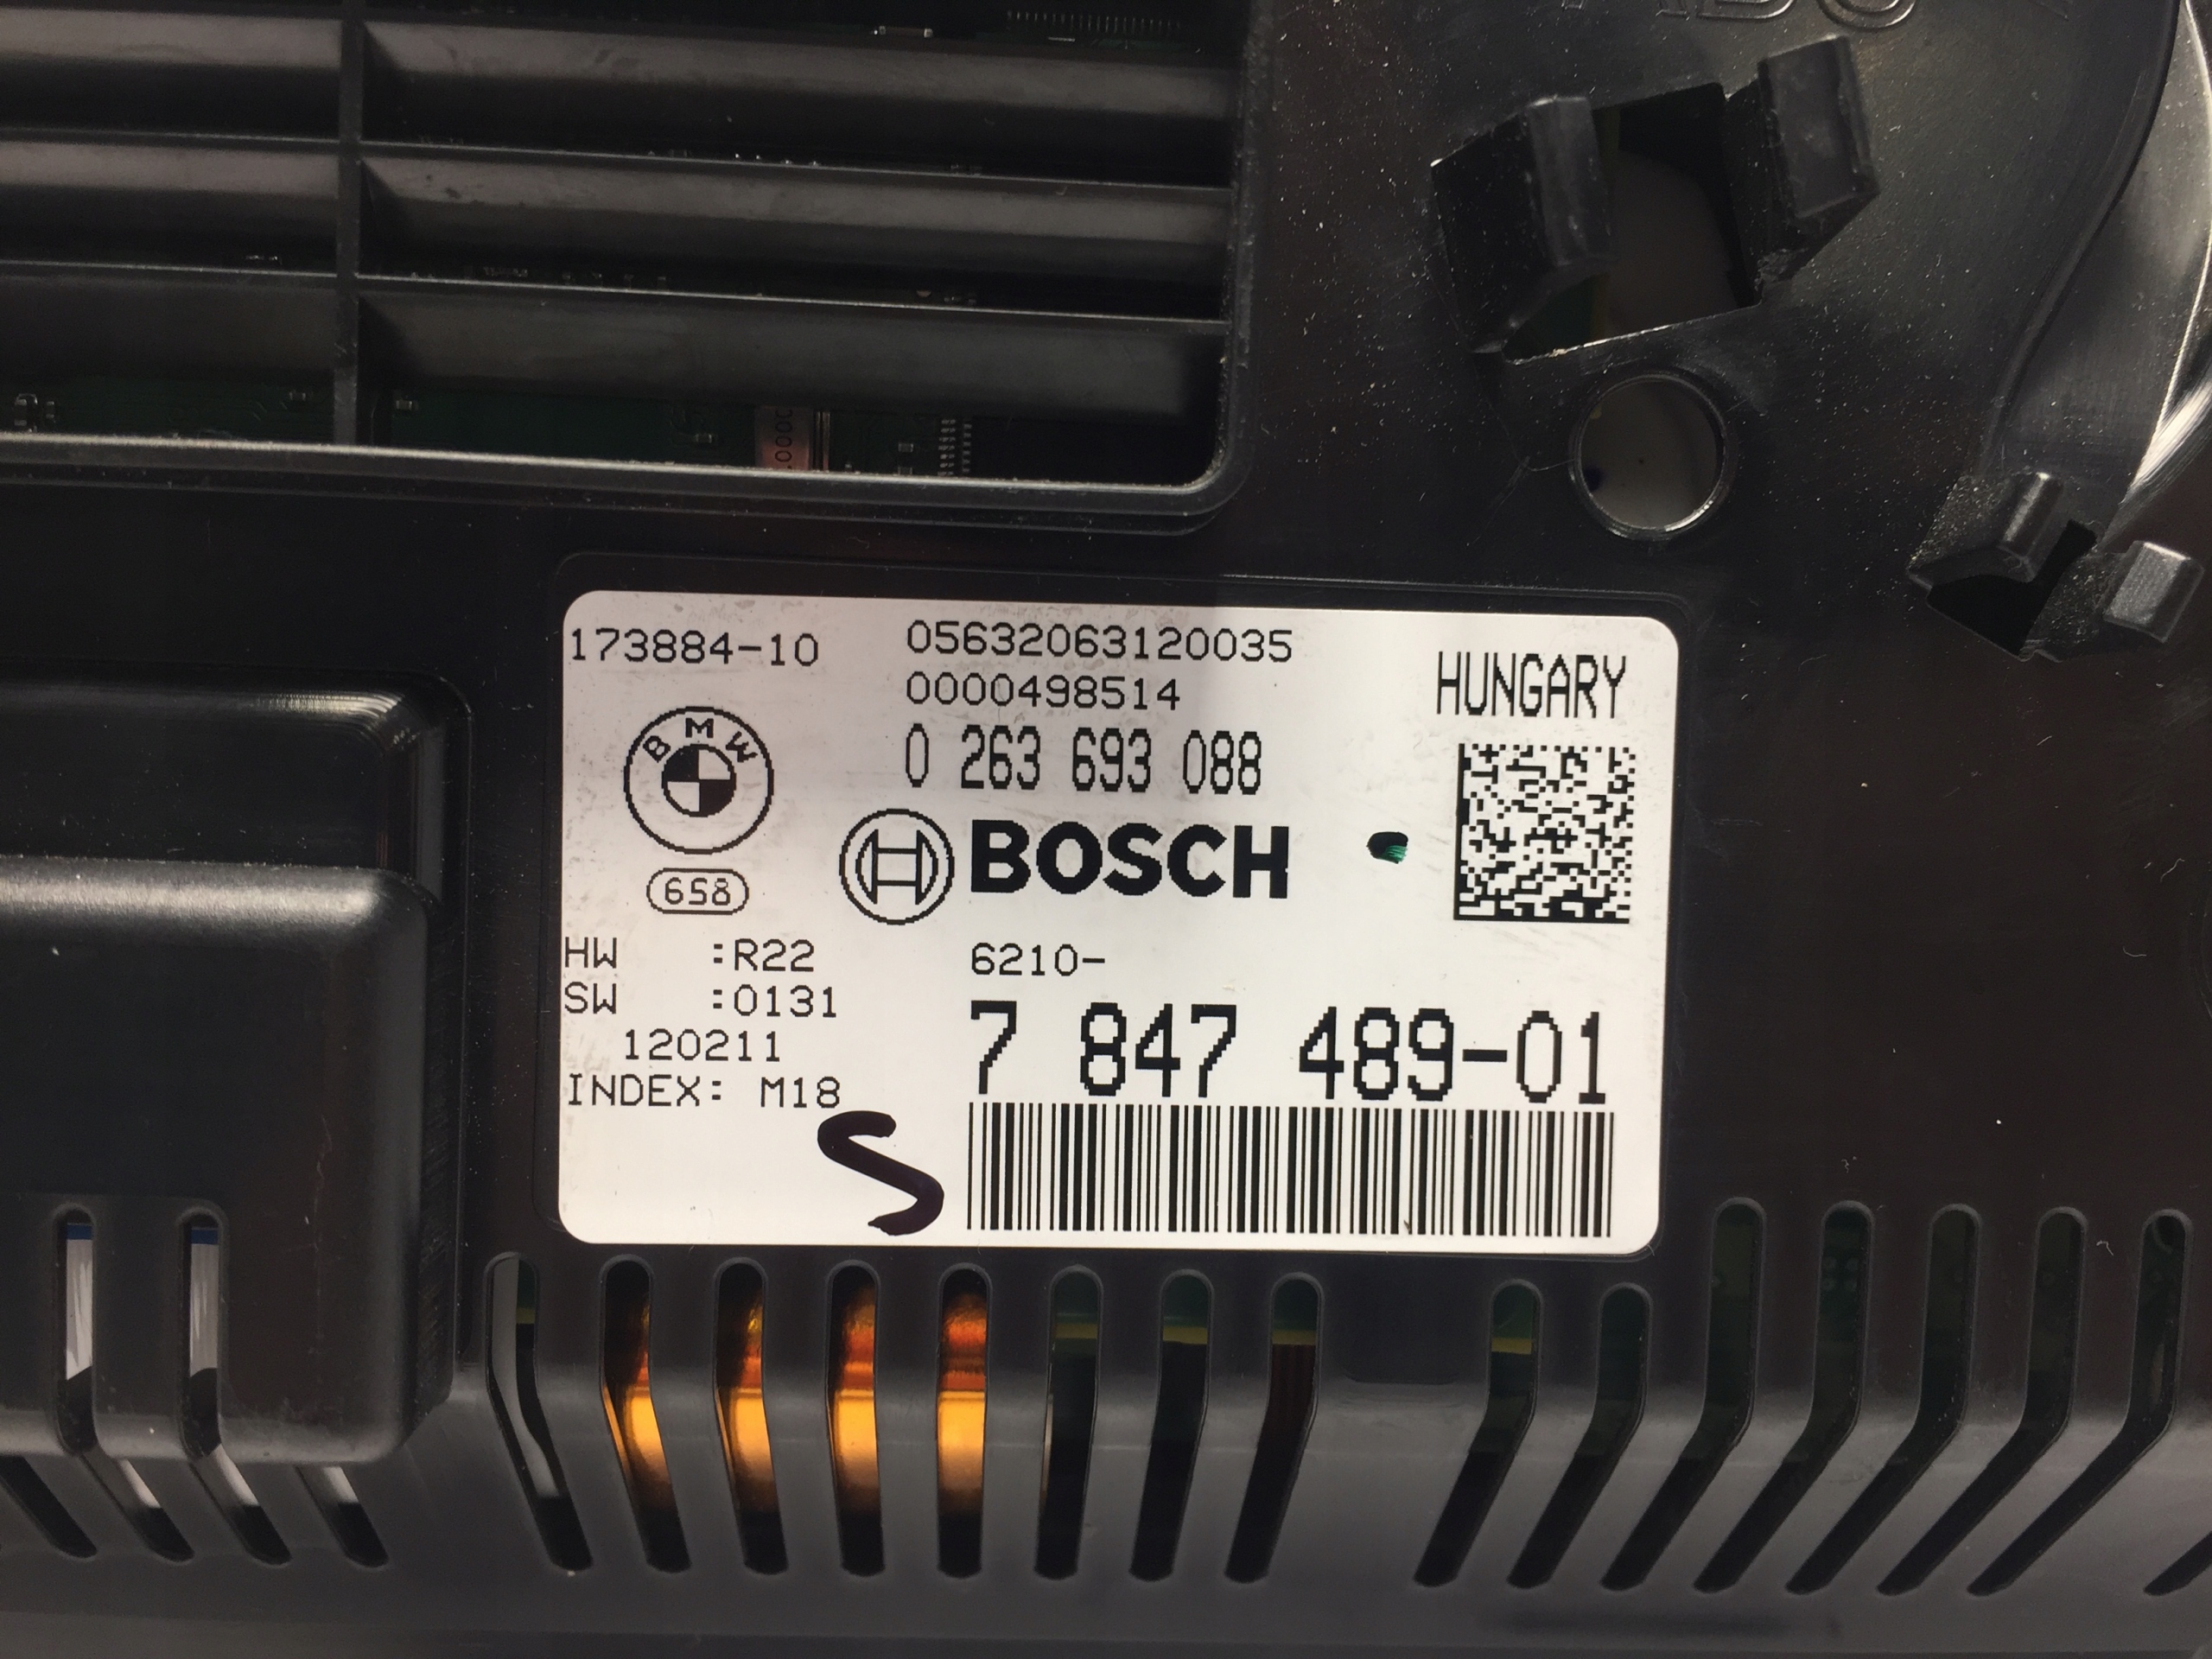 173884-10
05632063120035
0000498514
HUNGARY
0 263 693 088
BMW
658
BOSCH
HW :R22
SW :0131
120211
INDEX: M18
6210-
7 847 489-01
S